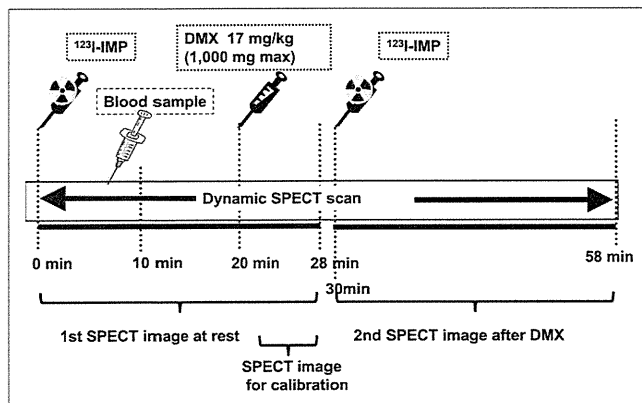 ¹²³I-IMP
DMX 17 mg/kg
(1,000 mg max)
¹²³I-IMP
Blood sample
Dynamic SPECT scan
0 min
10 min
20 min
28 min
30min
58 min
1st SPECT image at rest
2nd SPECT image after DMX
SPECT image
for calibration